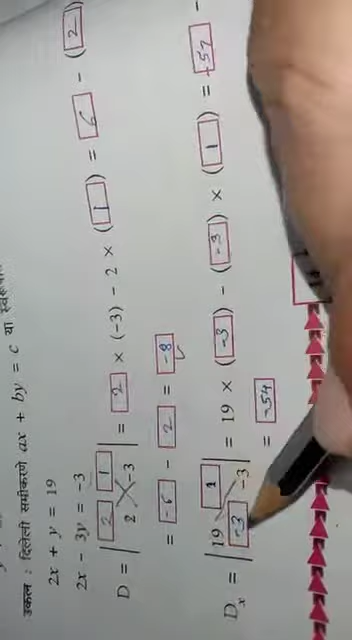 उकल : दिलेली समीकरणे ax + by = c या
2x + y = 19
2x - 3y = -3
D = | 2 1 2 -3 | = 2 × (-3) - 2 × ( 1 ) = 6 - ( 2 )
= -6 - 2 = -8
Dₓ = | 19 1 -3 -3 | = 19 × ( -3 ) - ( -3 ) × ( 1 ) = -57 -
= -54